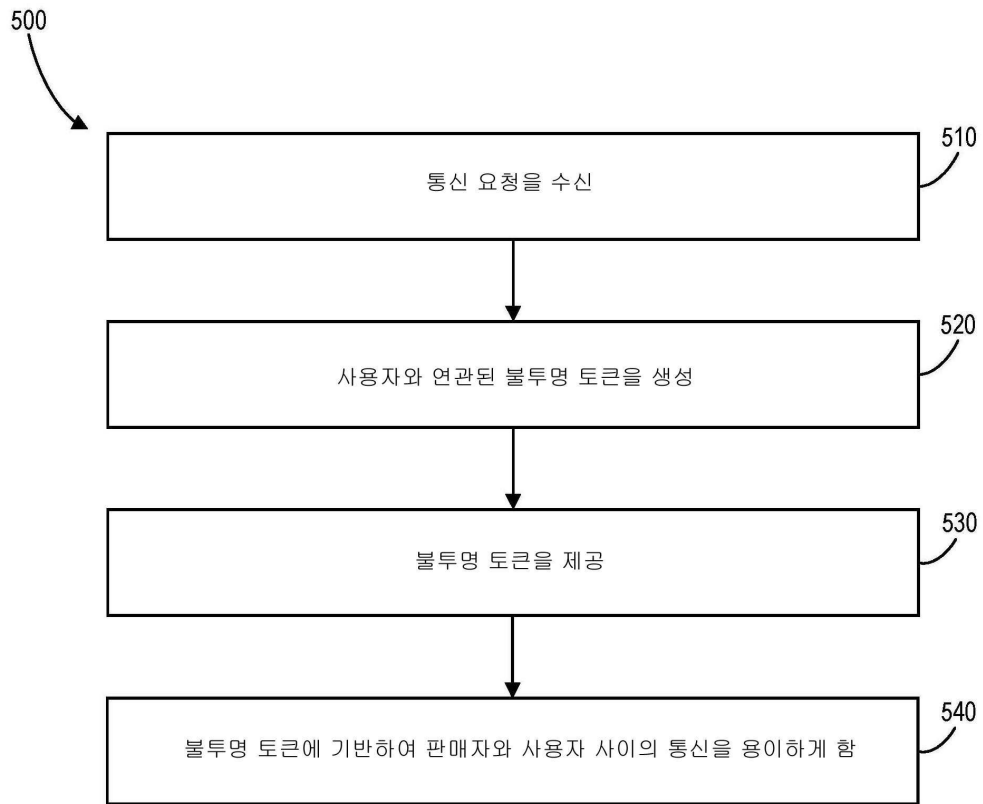 500
510
통신 요청을 수신
520
사용자와 연관된 불투명 토큰을 생성
530
불투명 토큰을 제공
540
불투명 토큰에 기반하여 판매자와 사용자 사이의 통신을 용이하게 함